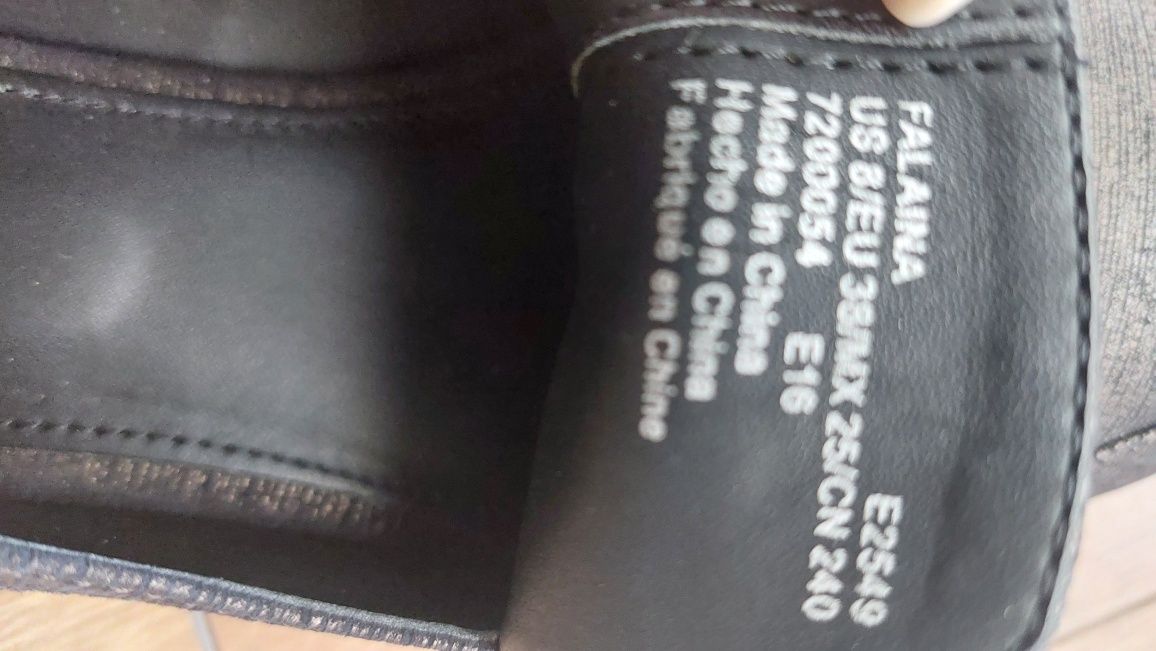 FALAINA E2549
US 8/EU 38/MX 25/CN 240
7200054 E16
Made in China
Hecho en China
Fabriqué en Chine